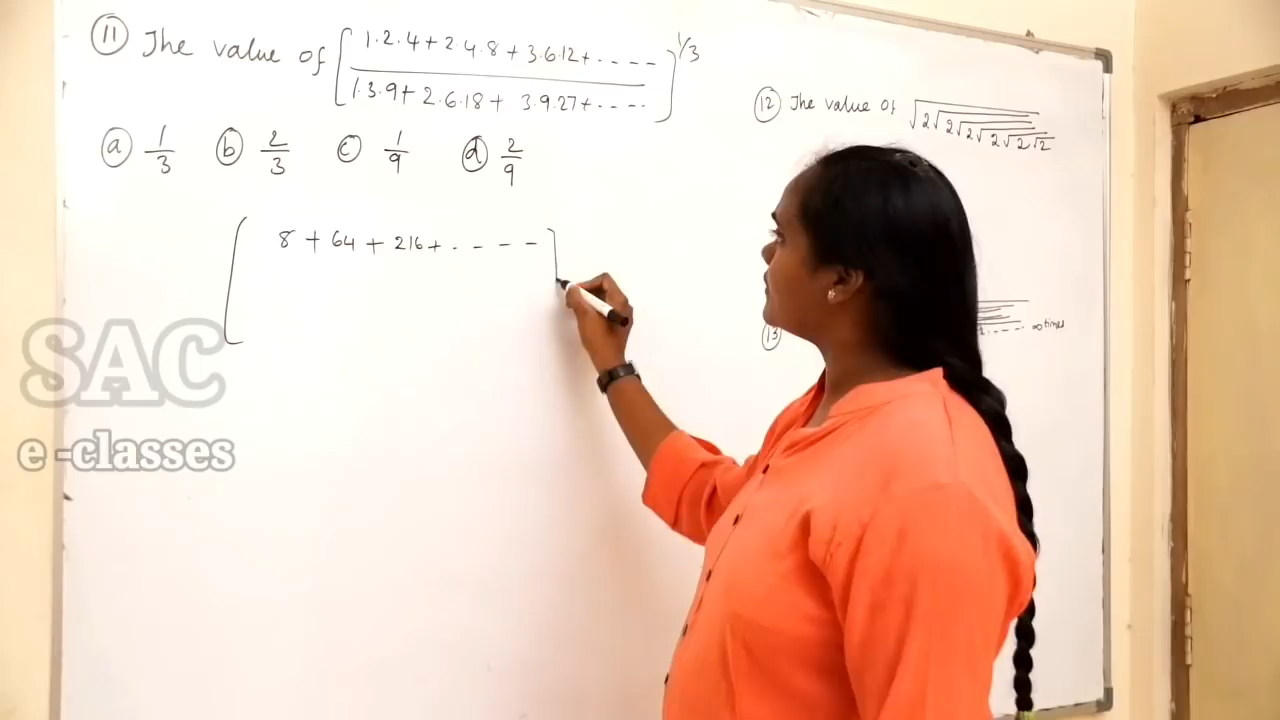 ⑪ The value of [(1.2.4 + 2.4.8 + 3.6.12 + .----) / (1.3.9 + 2.6.18 + 3.9.27 + .---.)]^1/3
ⓐ 1/3 ⓑ 2/3 ⓒ 1/9 ⓓ 2/9
[ 8 + 64 + 216 + . - - - - ]
⑫ The value of √2√2√2√2√2√2
⑬
.---- ∞ times
SAC
e-classes